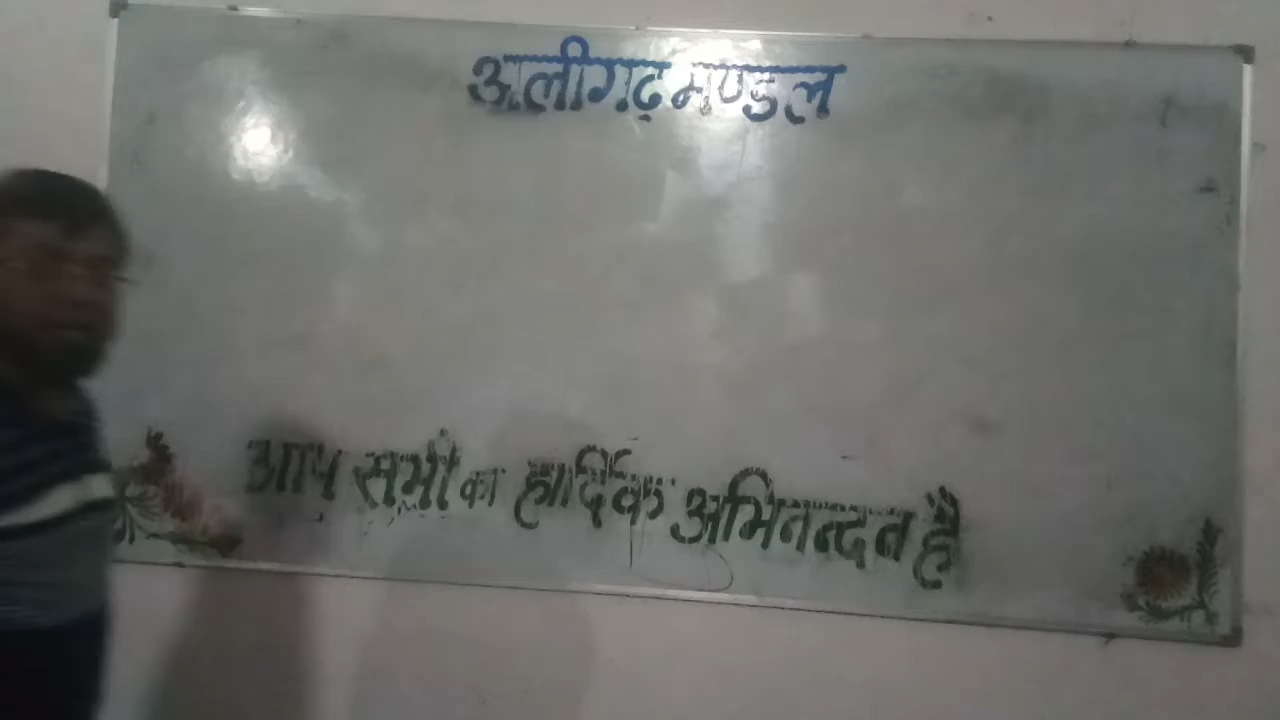 अलीगढ़ मण्डल
आप सभी का हार्दिक अभिनन्दन है